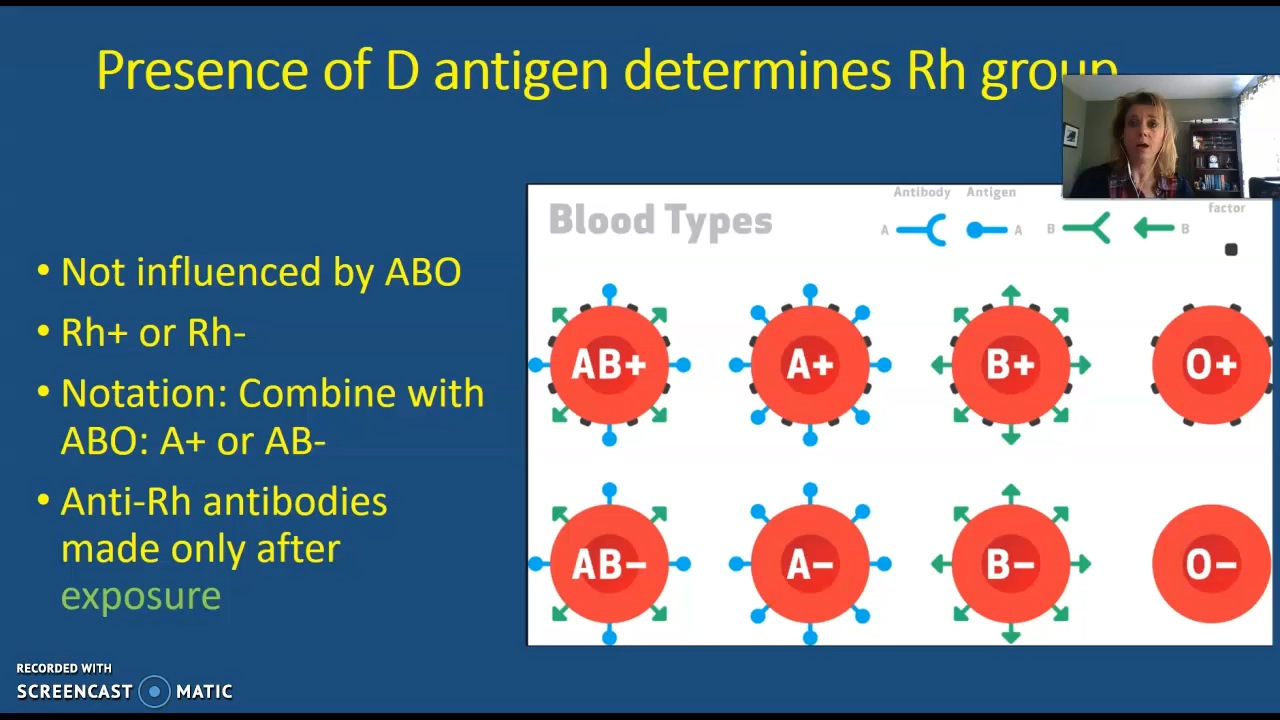 Presence of D antigen determines Rh group
Antibody Antigen
factor
Blood Types
A A B B
• Not influenced by ABO
• Rh+ or Rh-
• Notation: Combine with
ABO: A+ or AB-
• Anti-Rh antibodies
made only after
exposure
AB+ A+ B+ O+
AB− A− B− O−
RECORDED WITH
SCREENCAST MATIC